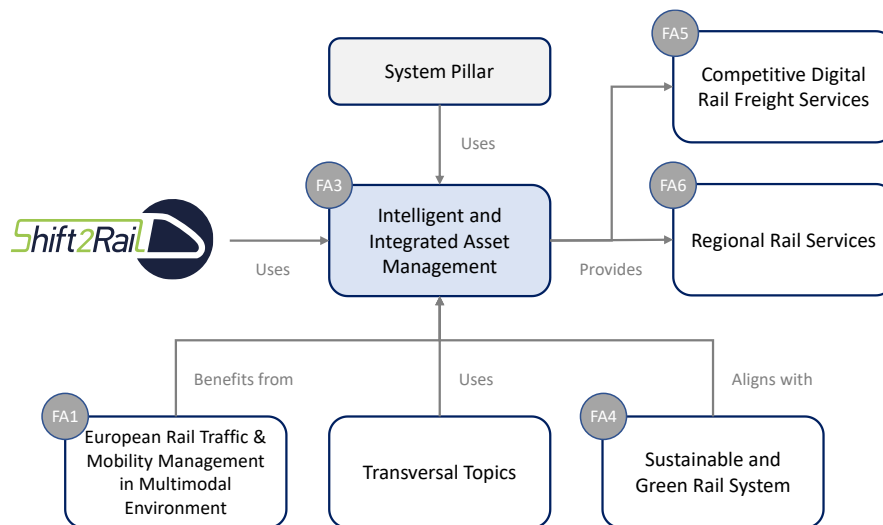 FA5
System Pillar
Competitive Digital
Rail Freight Services
Uses
FA3
FA6
Intelligent and
Integrated Asset
Management
Regional Rail Services
Shift2Rail
Uses
Provides
Benefits from
Uses
Aligns with
FA1
FA4
European Rail Traffic &
Mobility Management
in Multimodal
Environment
Transversal Topics
Sustainable and
Green Rail System